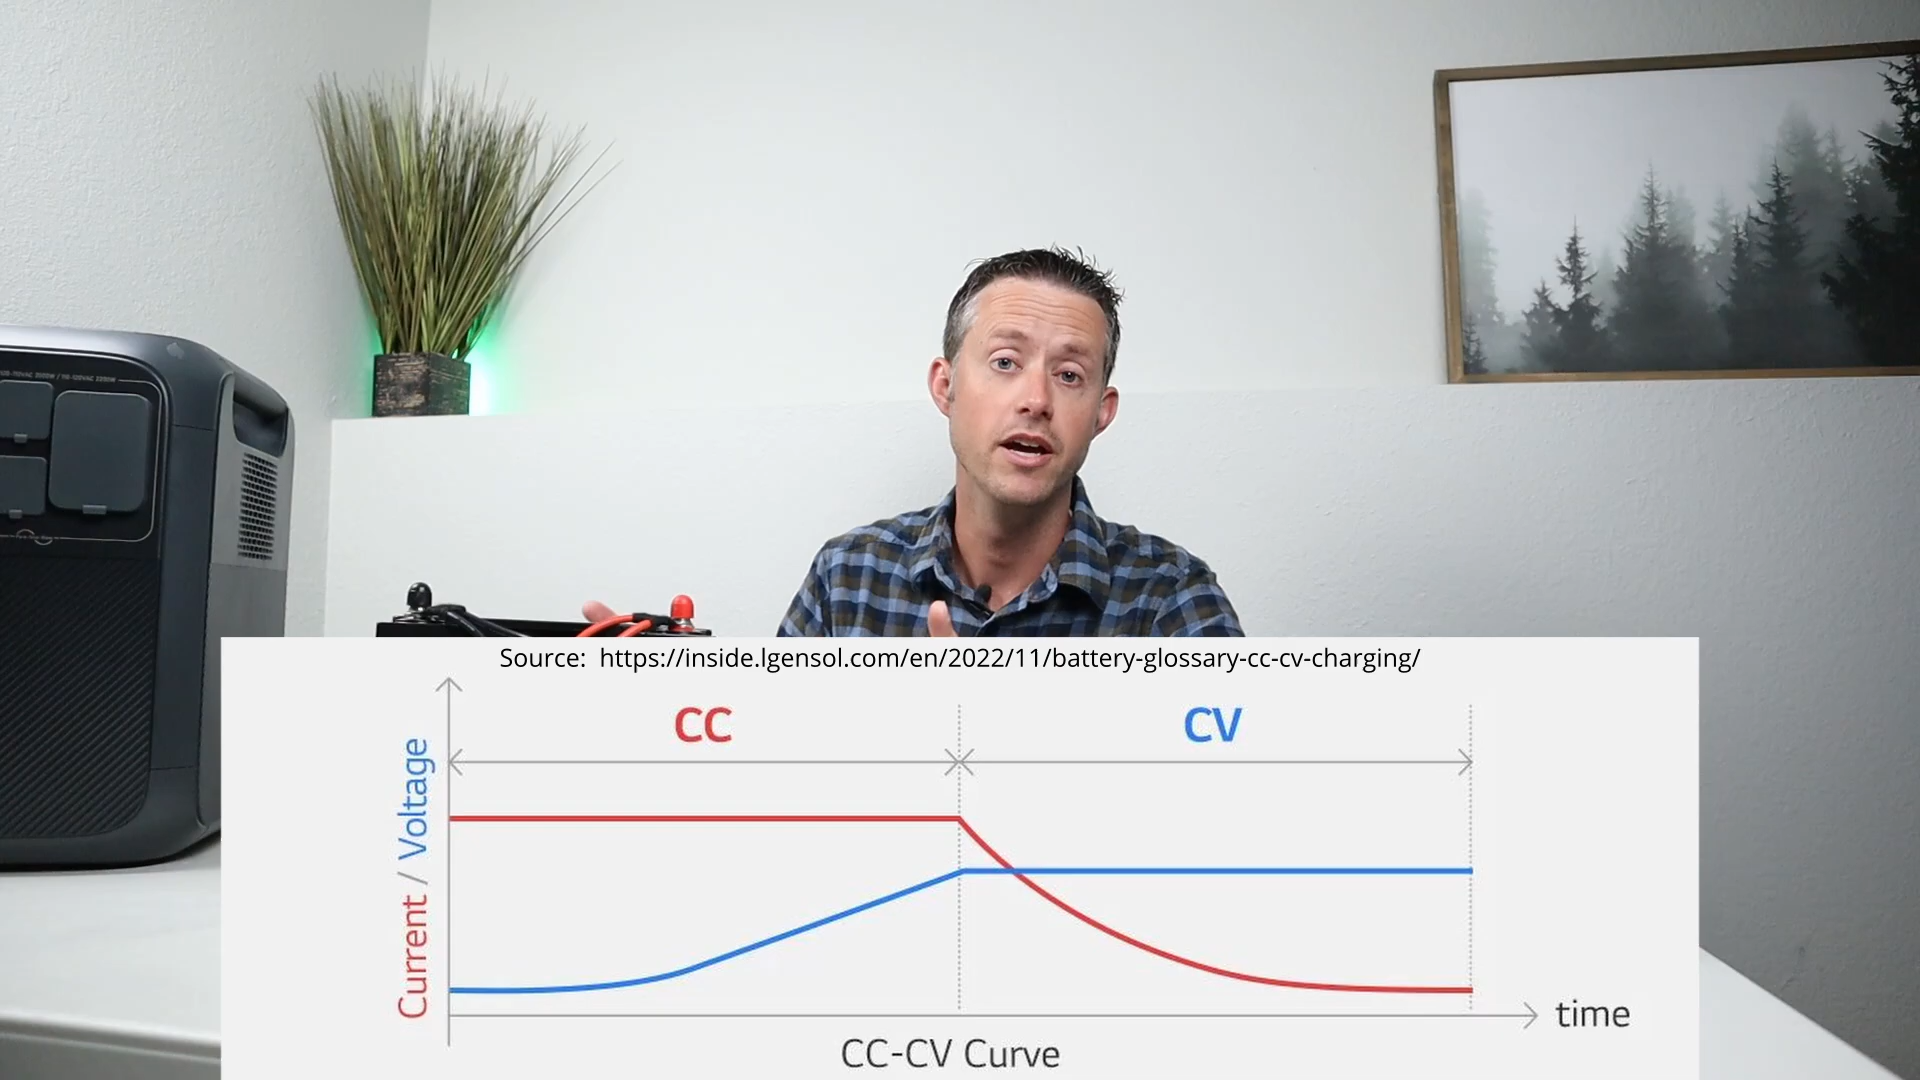 Source: https://inside.lgensol.com/en/2022/11/battery-glossary-cc-cv-charging/
CC
CV
Current / Voltage
time
CC-CV Curve